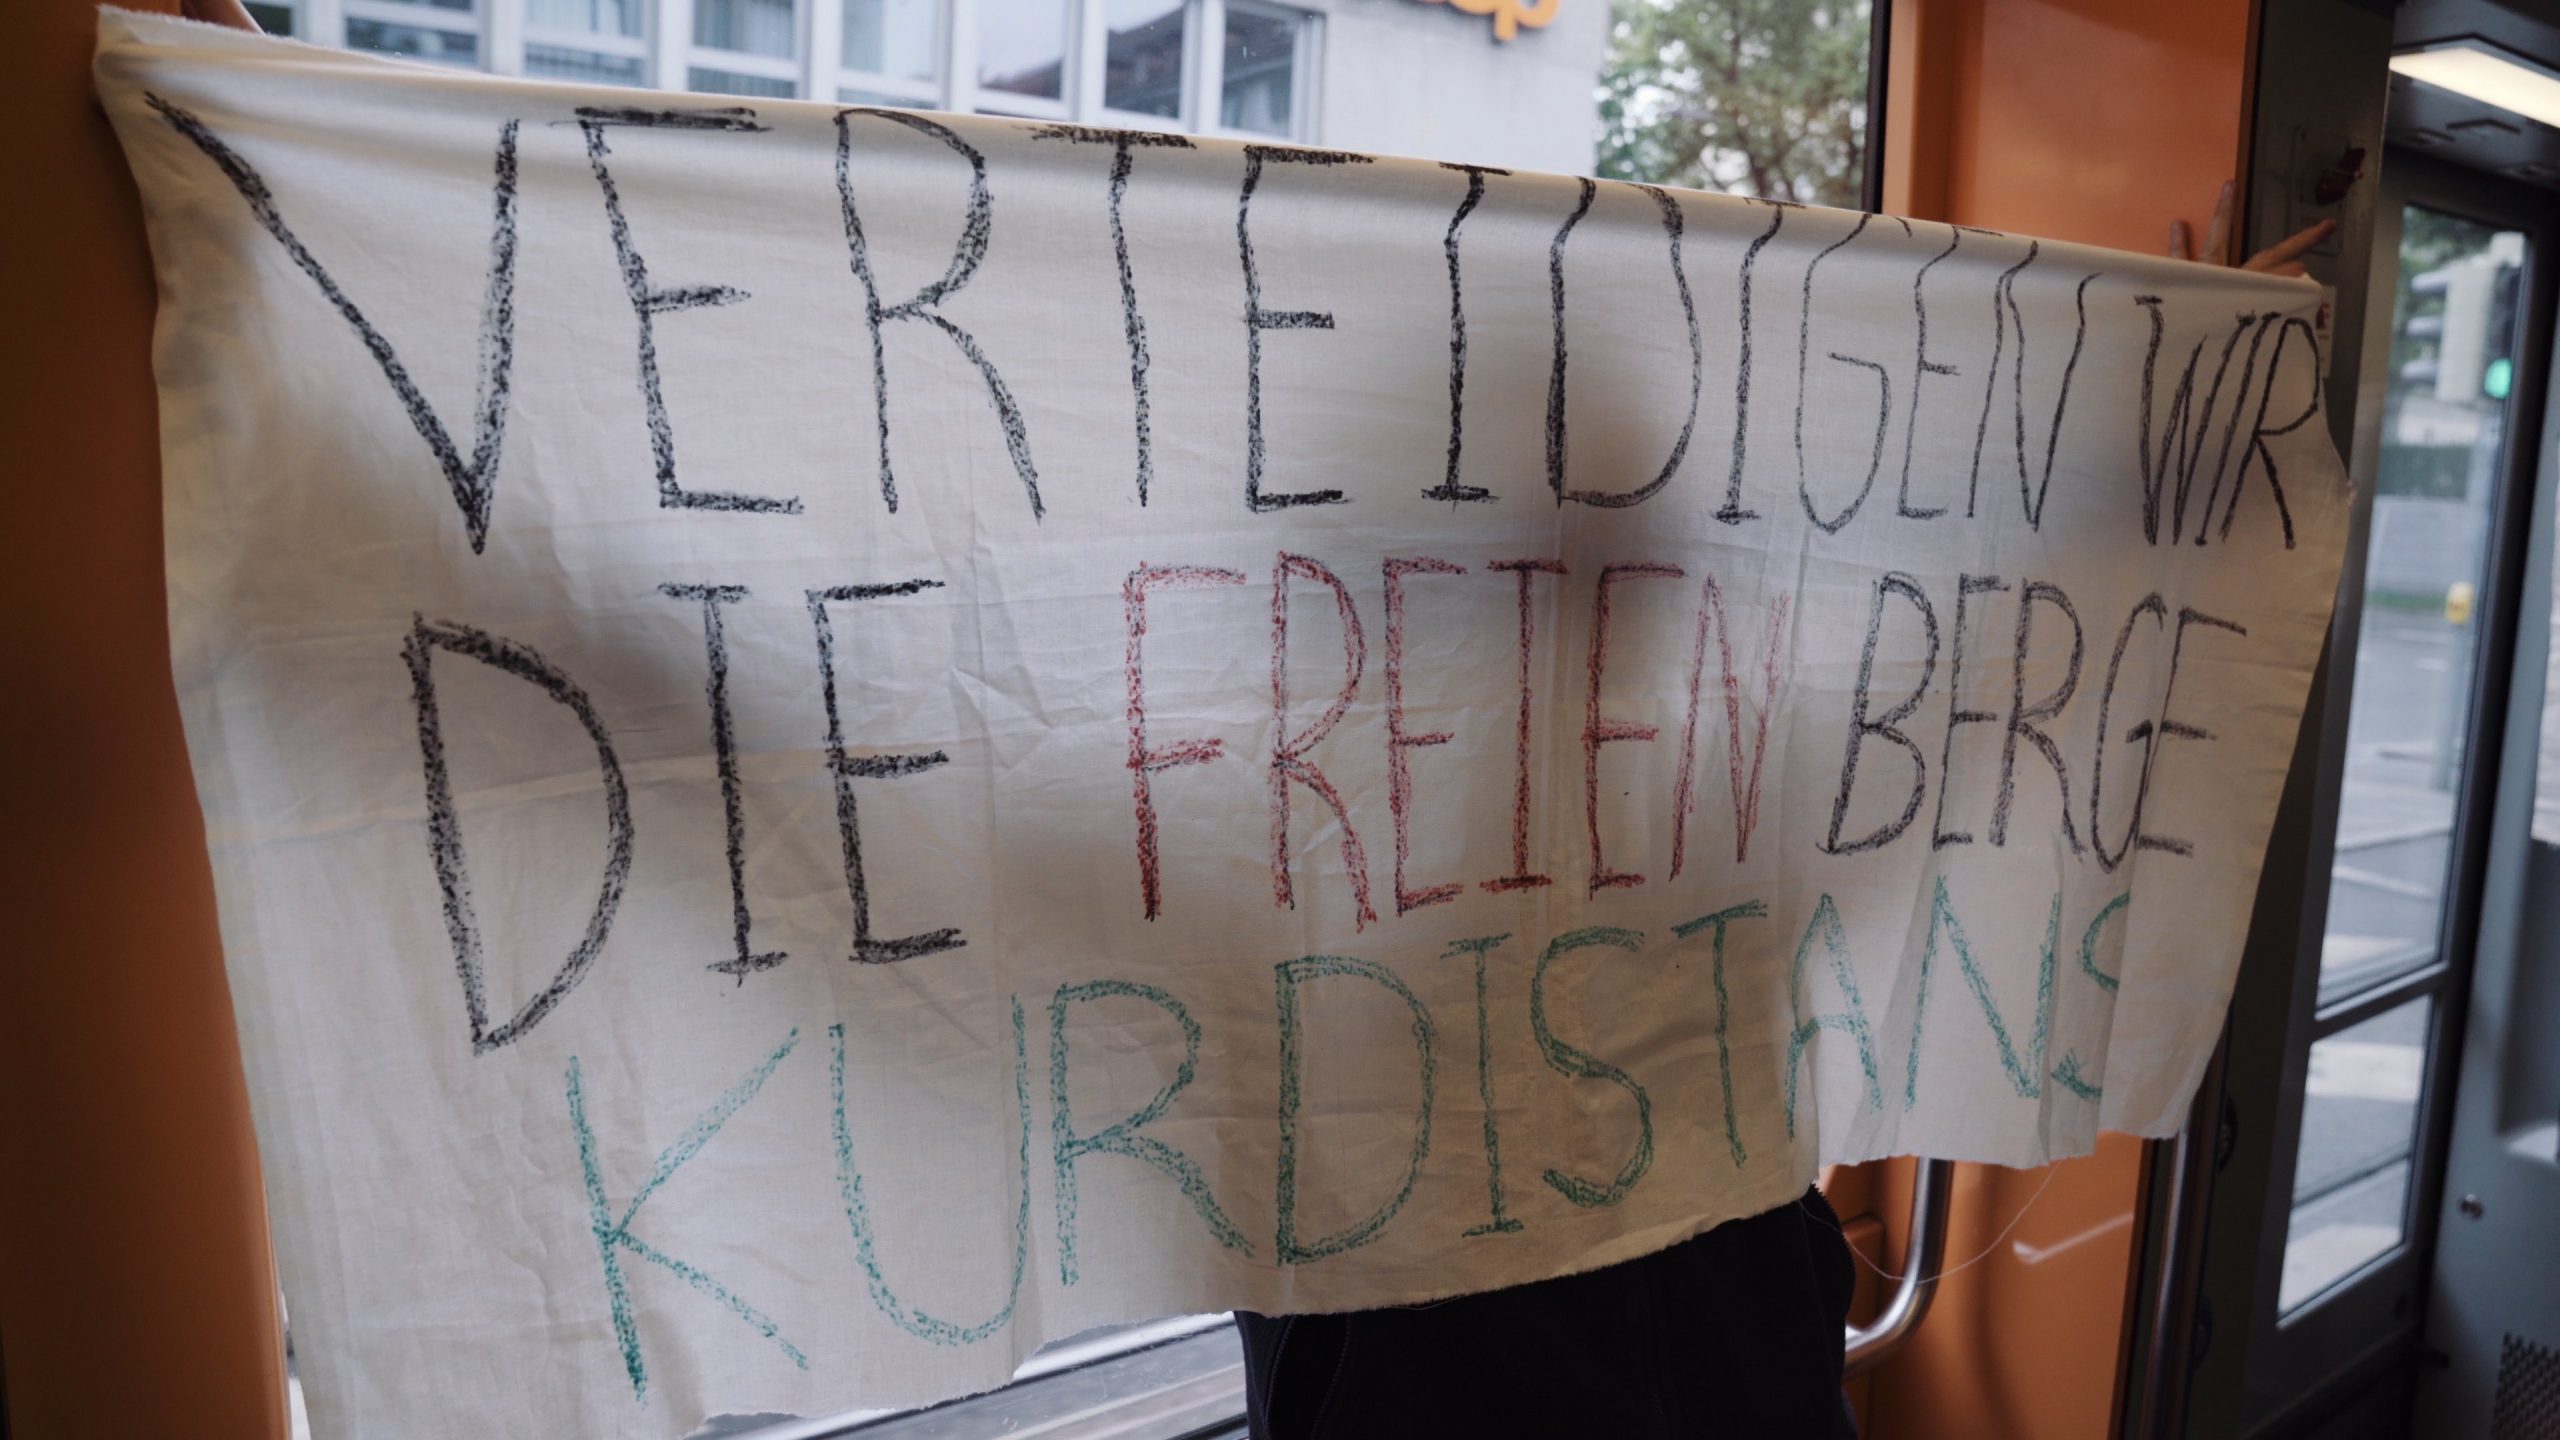 VERTEIDIGEN WIR
DIE FREIEN BERGE
KURDISTANS